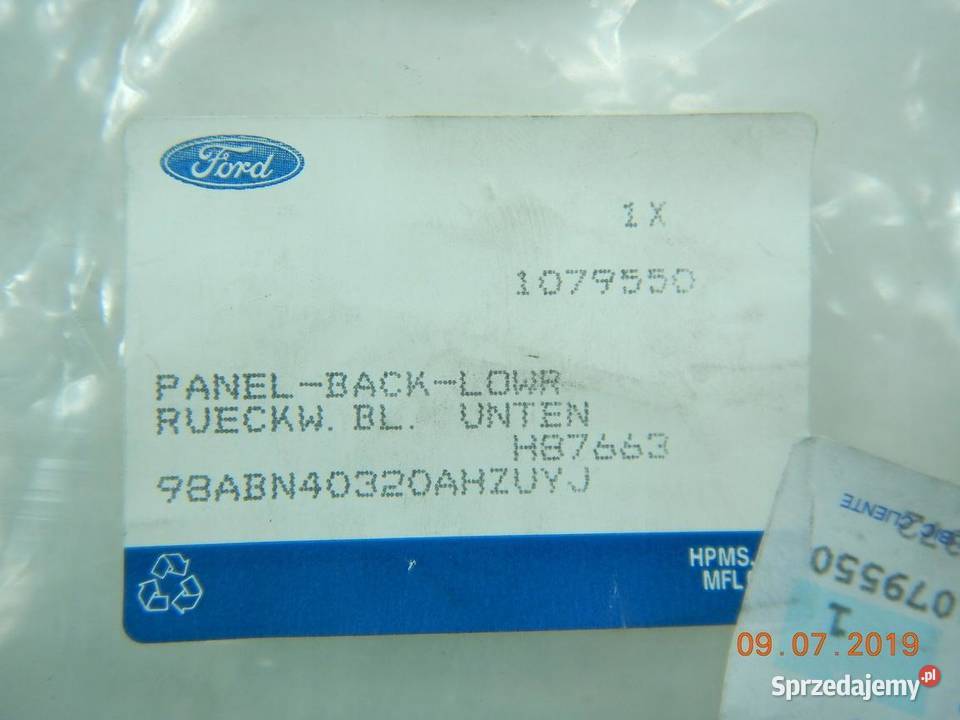 Ford
1X
1079550
PANEL-BACK-LOWR
RUECKW. BL. UNTEN
H87663
98ABN40320AHZUYJ
HPMS.
MFL
CLIENTE
079550
1
09.07.2019
Sprzedajemy.pl